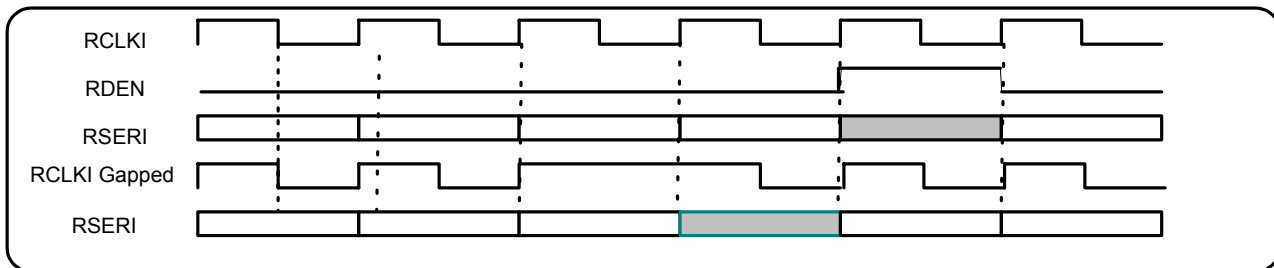 RCLKI
RDEN
RSERI
RCLKI Gapped
RSERI